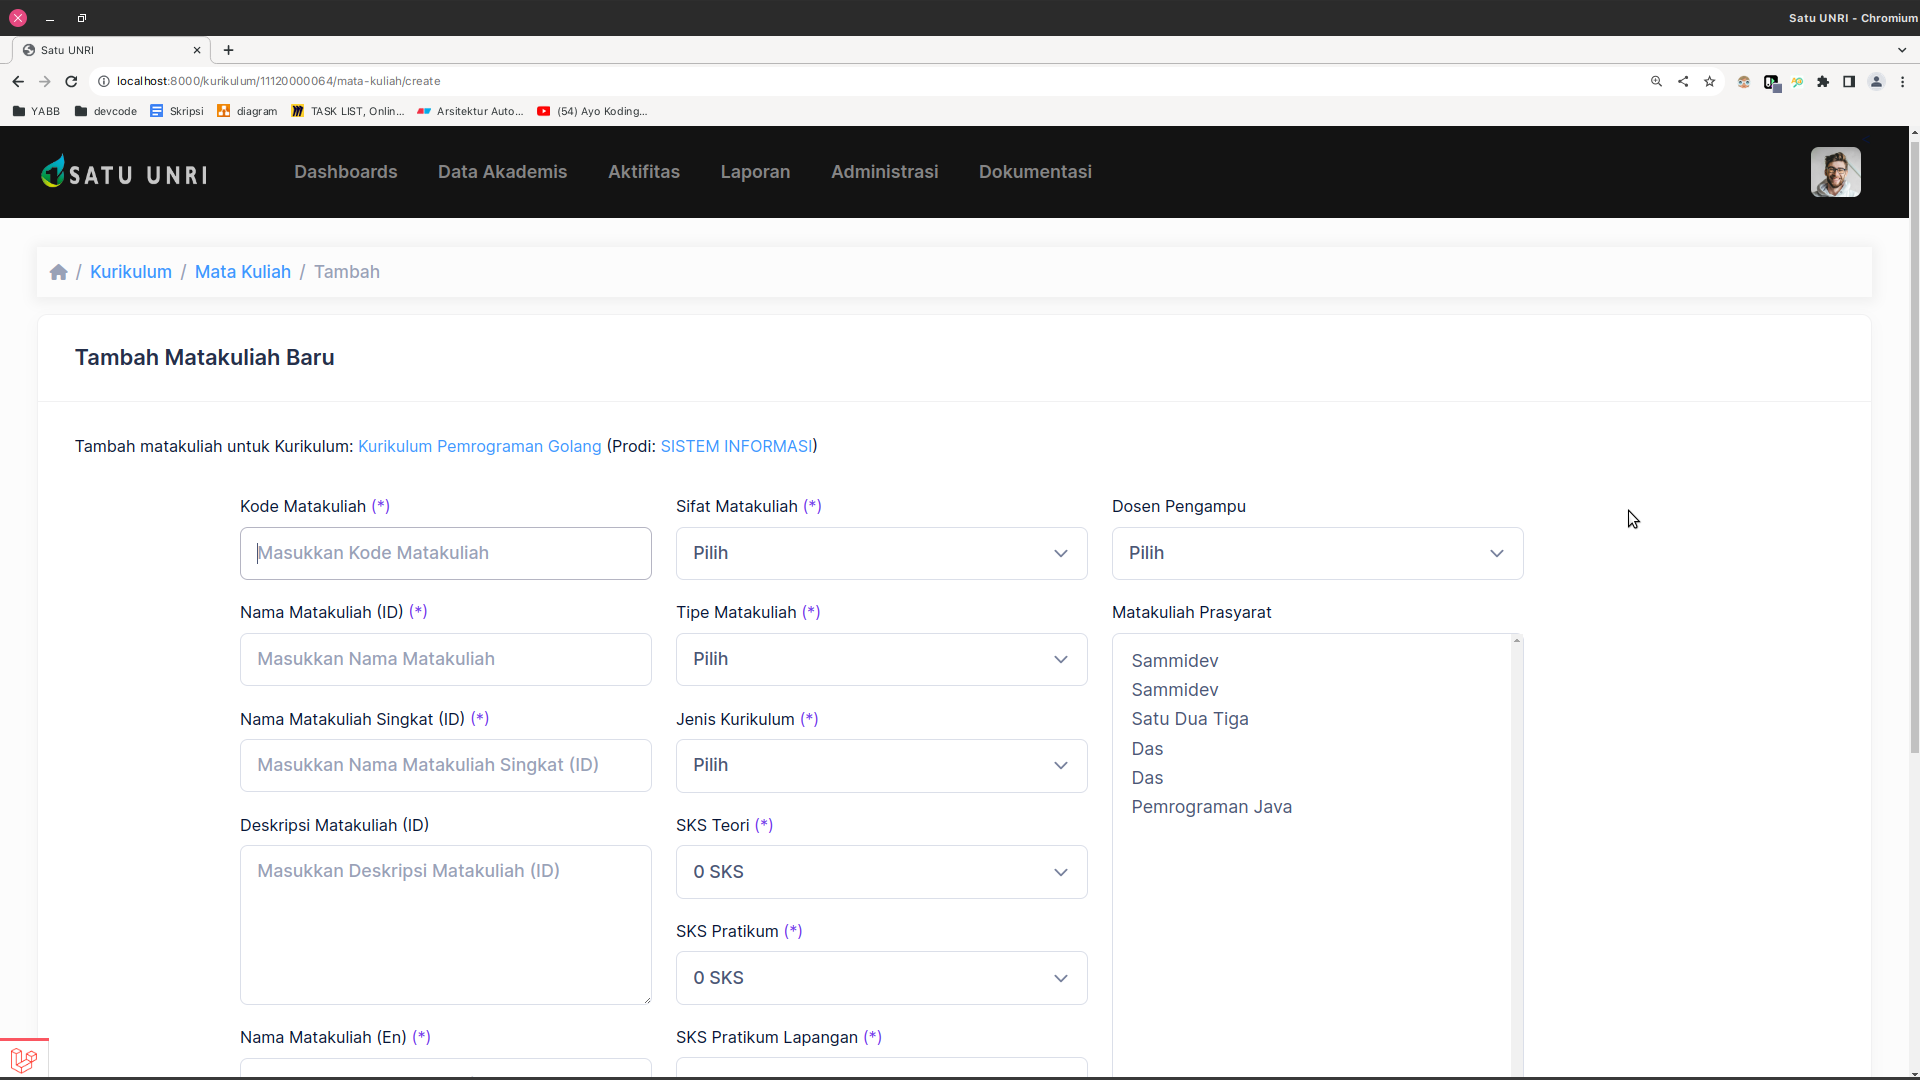 Satu UNRI - Chromium
Satu UNRI
localhost:8000/kurikulum/11120000064/mata-kuliah/create
YABB
devcode
Skripsi
diagram
TASK LIST, Onlin...
Arsitektur Auto...
(54) Ayo Koding...
SATU UNRI
Dashboards
Data Akademis
Aktifitas
Laporan
Administrasi
Dokumentasi
/ Kurikulum / Mata Kuliah / Tambah
Tambah Matakuliah Baru
Tambah matakuliah untuk Kurikulum: Kurikulum Pemrograman Golang (Prodi: SISTEM INFORMASI)
Kode Matakuliah (*)
Masukkan Kode Matakuliah
Nama Matakuliah (ID) (*)
Masukkan Nama Matakuliah
Nama Matakuliah Singkat (ID) (*)
Masukkan Nama Matakuliah Singkat (ID)
Deskripsi Matakuliah (ID)
Masukkan Deskripsi Matakuliah (ID)
Nama Matakuliah (En) (*)
Sifat Matakuliah (*)
Pilih
Tipe Matakuliah (*)
Pilih
Jenis Kurikulum (*)
Pilih
SKS Teori (*)
0 SKS
SKS Pratikum (*)
0 SKS
SKS Pratikum Lapangan (*)
Dosen Pengampu
Pilih
Matakuliah Prasyarat
Sammidev
Sammidev
Satu Dua Tiga
Das
Das
Pemrograman Java